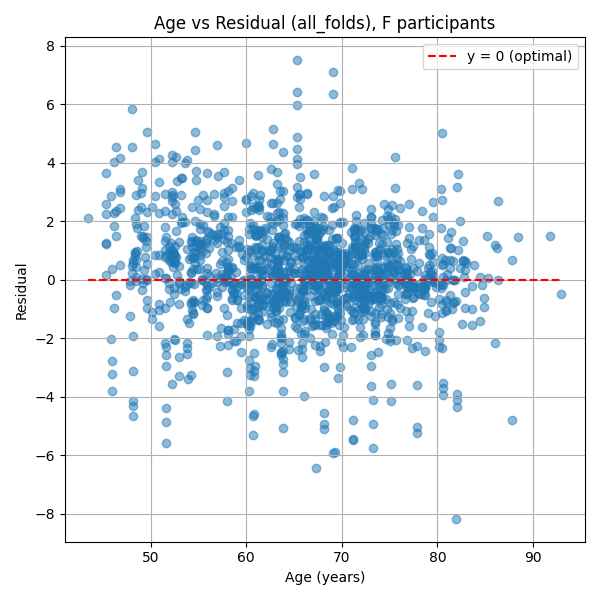 Age vs Residual (all_folds), F participants
y = 0 (optimal)
8
6
4
2
0
−2
−4
−6
−8
Residual
50 60 70 80 90
Age (years)